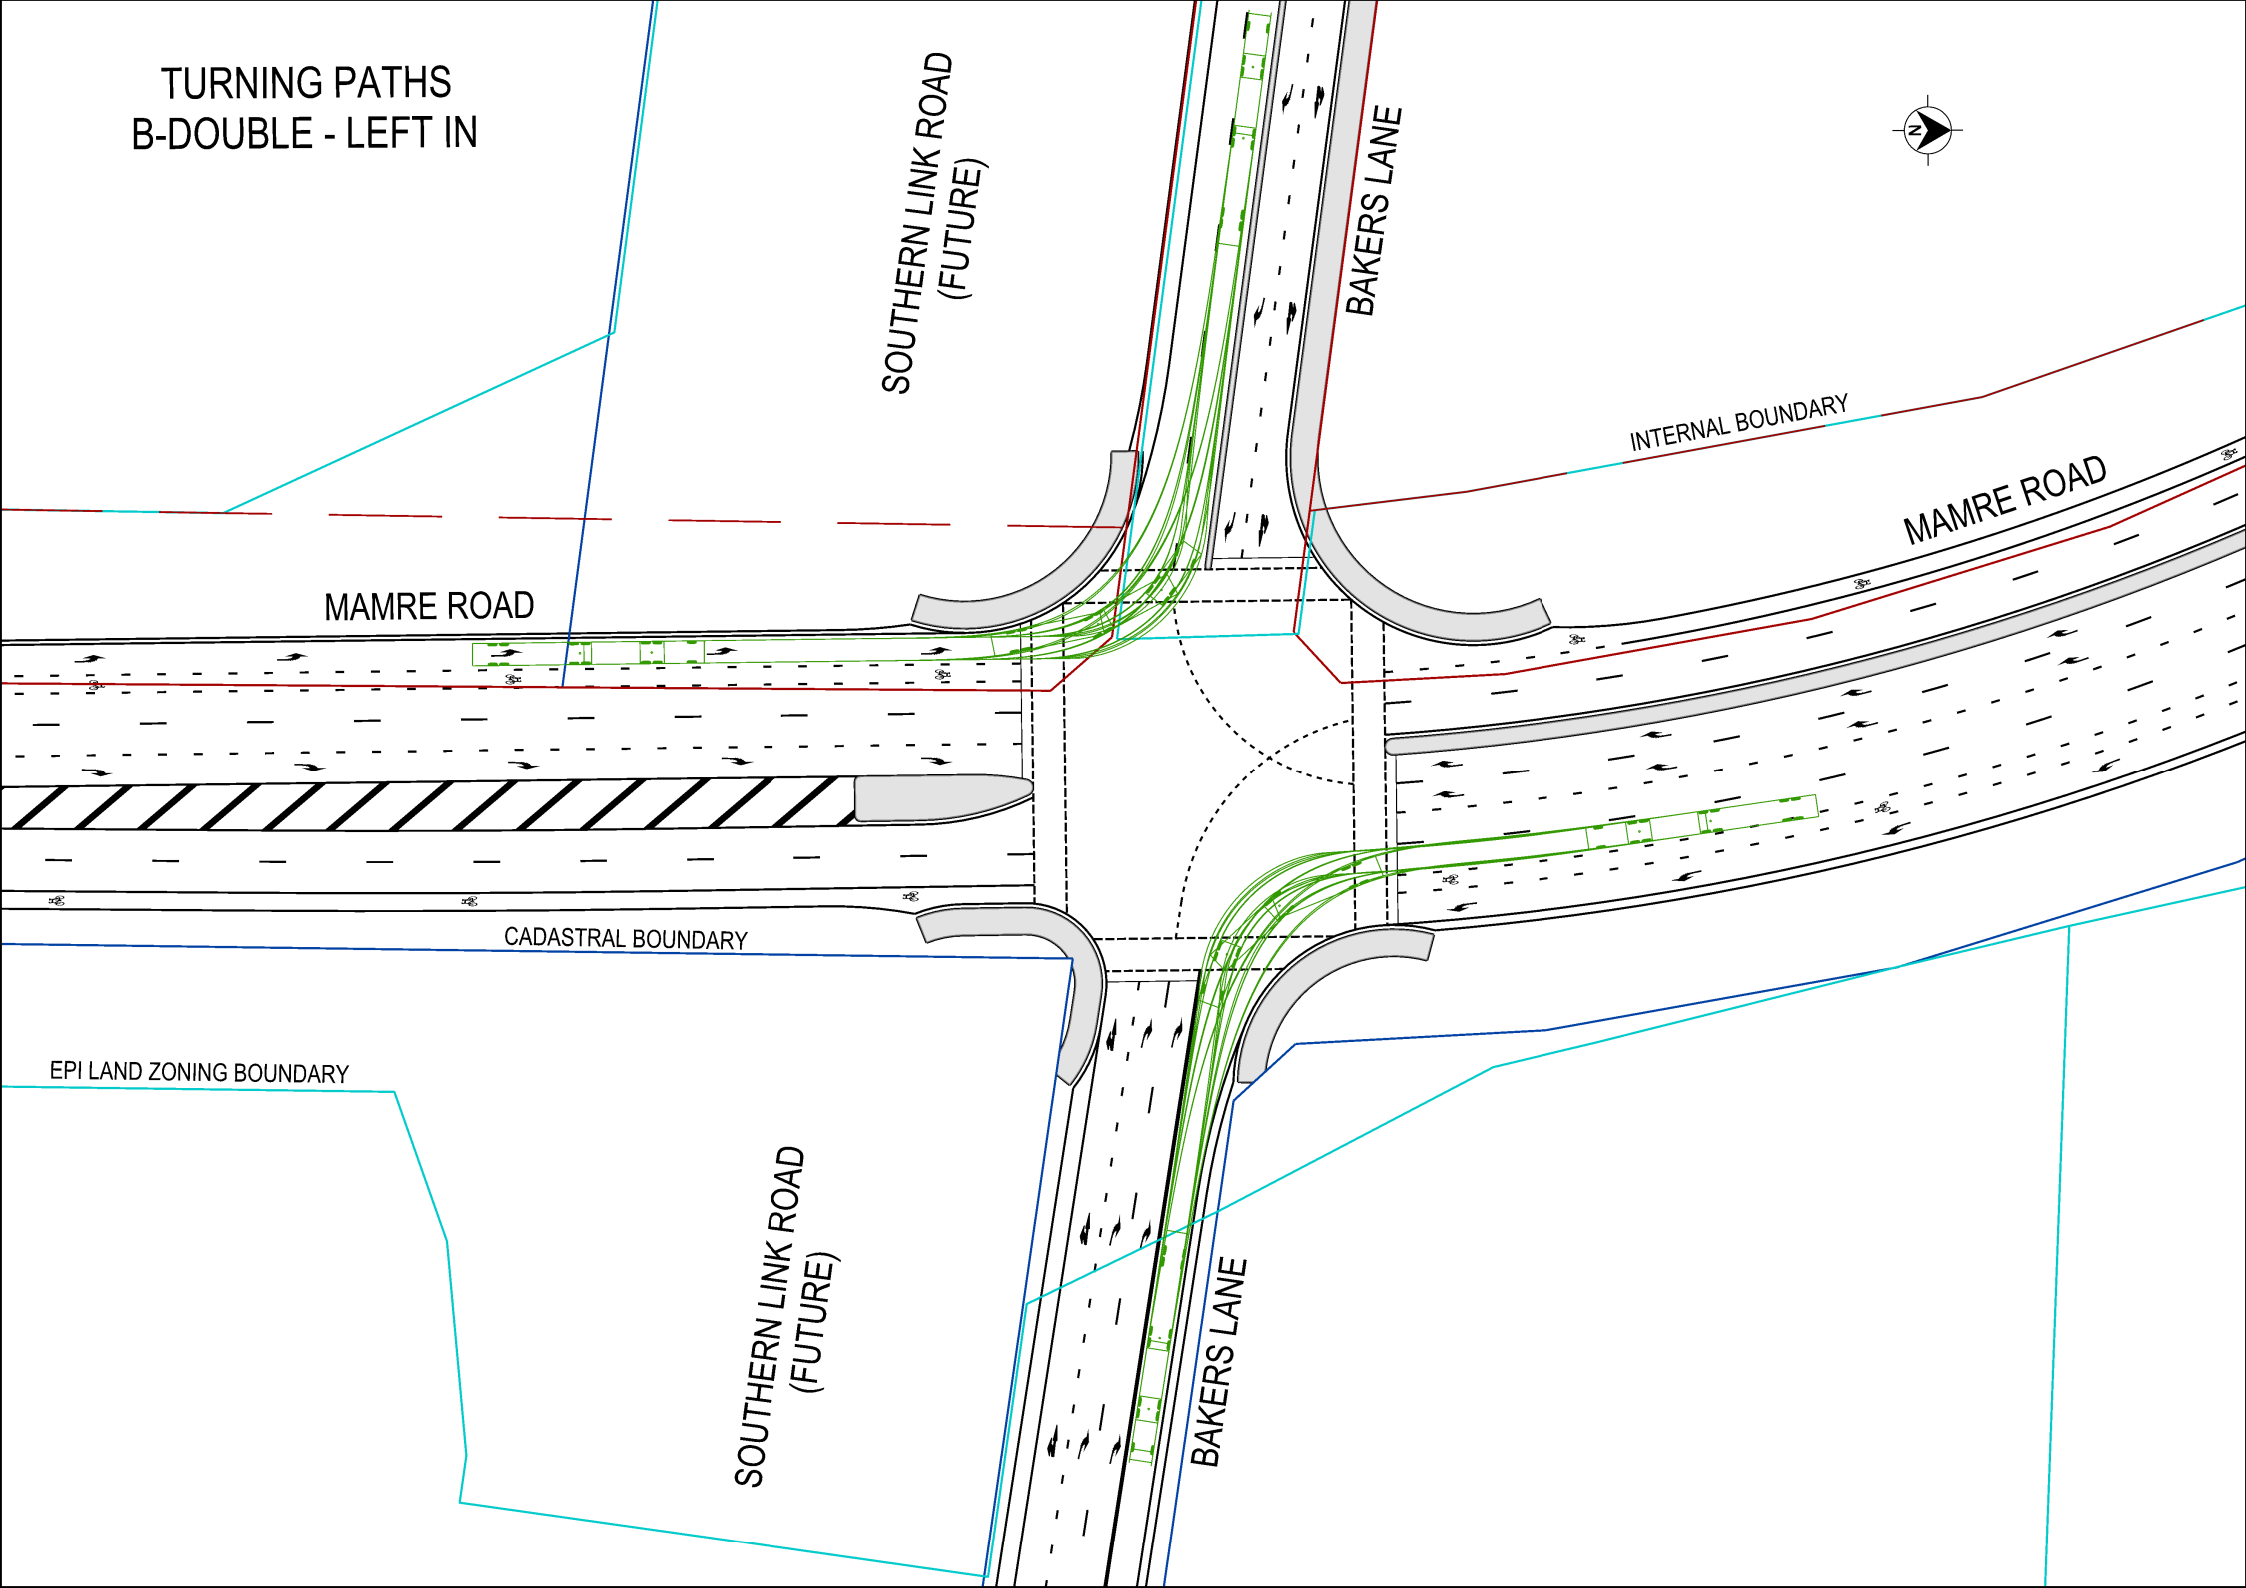 TURNING PATHS
B-DOUBLE - LEFT IN
SOUTHERN LINK ROAD
(FUTURE)
BAKERS LANE
N
INTERNAL BOUNDARY
MAMRE ROAD
MAMRE ROAD
CADASTRAL BOUNDARY
EPI LAND ZONING BOUNDARY
SOUTHERN LINK ROAD
(FUTURE)
BAKERS LANE